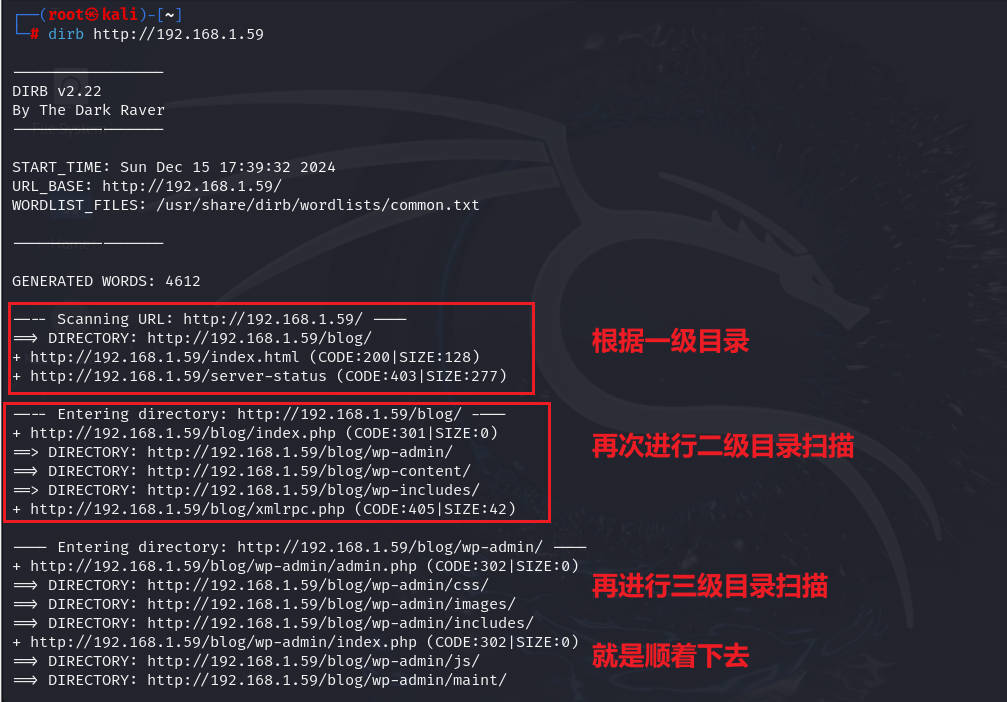 ┌──(root㉿kali)-[~]
└─# dirb http://192.168.1.59
-----------------
DIRB v2.22
By The Dark Raver
-----------------
START_TIME: Sun Dec 15 17:39:32 2024
URL_BASE: http://192.168.1.59/
WORDLIST_FILES: /usr/share/dirb/wordlists/common.txt
-----------------
GENERATED WORDS: 4612
---- Scanning URL: http://192.168.1.59/ ----
==> DIRECTORY: http://192.168.1.59/blog/
根据一级目录
+ http://192.168.1.59/index.html (CODE:200|SIZE:128)
+ http://192.168.1.59/server-status (CODE:403|SIZE:277)
---- Entering directory: http://192.168.1.59/blog/ ----
+ http://192.168.1.59/blog/index.php (CODE:301|SIZE:0)
再次进行二级目录扫描
==> DIRECTORY: http://192.168.1.59/blog/wp-admin/
==> DIRECTORY: http://192.168.1.59/blog/wp-content/
==> DIRECTORY: http://192.168.1.59/blog/wp-includes/
+ http://192.168.1.59/blog/xmlrpc.php (CODE:405|SIZE:42)
---- Entering directory: http://192.168.1.59/blog/wp-admin/ ----
+ http://192.168.1.59/blog/wp-admin/admin.php (CODE:302|SIZE:0)
再进行三级目录扫描
==> DIRECTORY: http://192.168.1.59/blog/wp-admin/css/
==> DIRECTORY: http://192.168.1.59/blog/wp-admin/images/
==> DIRECTORY: http://192.168.1.59/blog/wp-admin/includes/
+ http://192.168.1.59/blog/wp-admin/index.php (CODE:302|SIZE:0)
就是顺着下去
==> DIRECTORY: http://192.168.1.59/blog/wp-admin/js/
==> DIRECTORY: http://192.168.1.59/blog/wp-admin/maint/